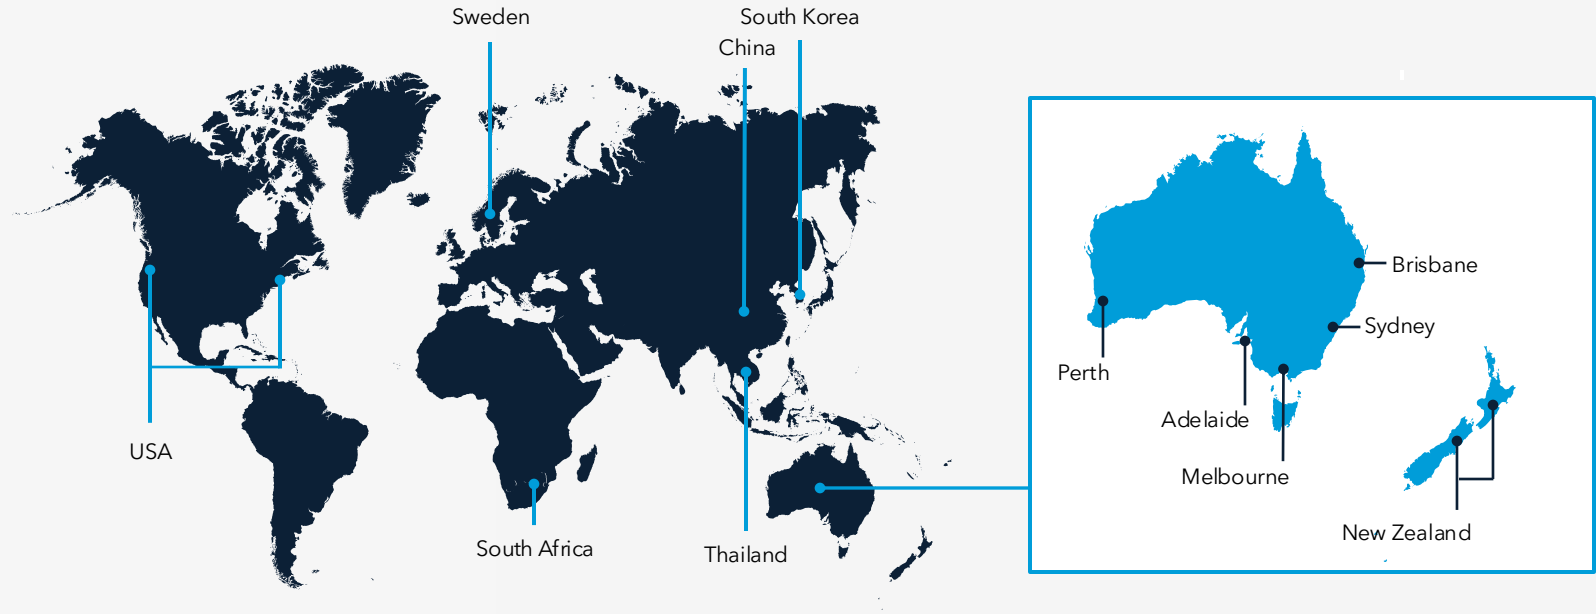 Sweden
South Korea
China
Brisbane
Sydney
Perth
Adelaide
USA
Melbourne
New Zealand
South Africa
Thailand